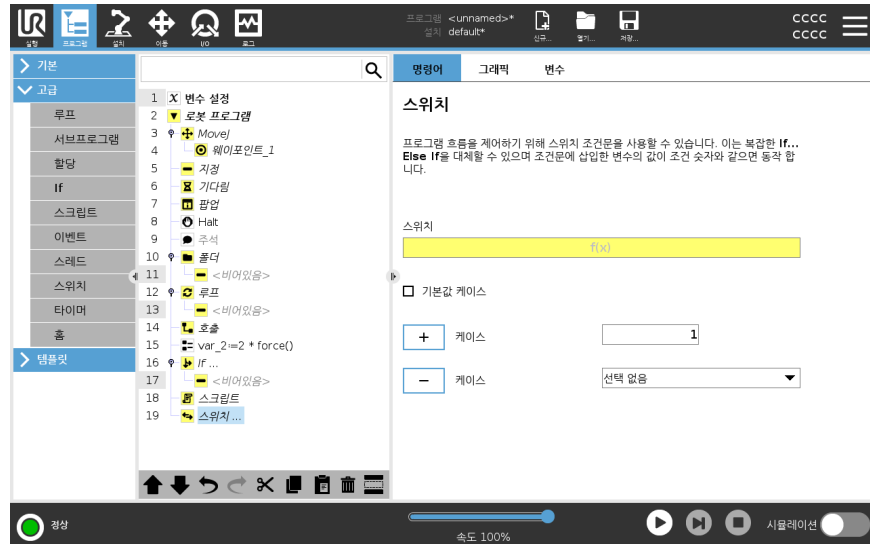 UR
실행
프로그램
설치
이동
I/O
로그
프로그램 <unnamed>*
설치 default*
신규...
열기...
저장...
cccc
cccc
기본
고급
루프
서브프로그램
할당
If
스크립트
이벤트
스레드
스위치
타이머
홈
템플릿
1 X 변수 설정
2 로봇 프로그램
3 MoveJ
4 웨이포인트_1
5 지정
6 기다림
7 팝업
8 Halt
9 주석
10 폴더
11 <비어있음>
12 루프
13 <비어있음>
14 호출
15 var_2≔2 * force()
16 If ...
17 <비어있음>
18 스크립트
19 스위치 ...
명령어 그래픽 변수
스위치
프로그램 흐름을 제어하기 위해 스위치 조건문을 사용할 수 있습니다. 이는 복잡한 If...
Else If을 대체할 수 있으며 조건문에 삽입한 변수의 값이 조건 숫자와 같으면 동작 합
니다.
스위치
f(x)
기본값 케이스
+ 케이스 1
− 케이스 선택 없음
정상
속도 100%
시뮬레이션